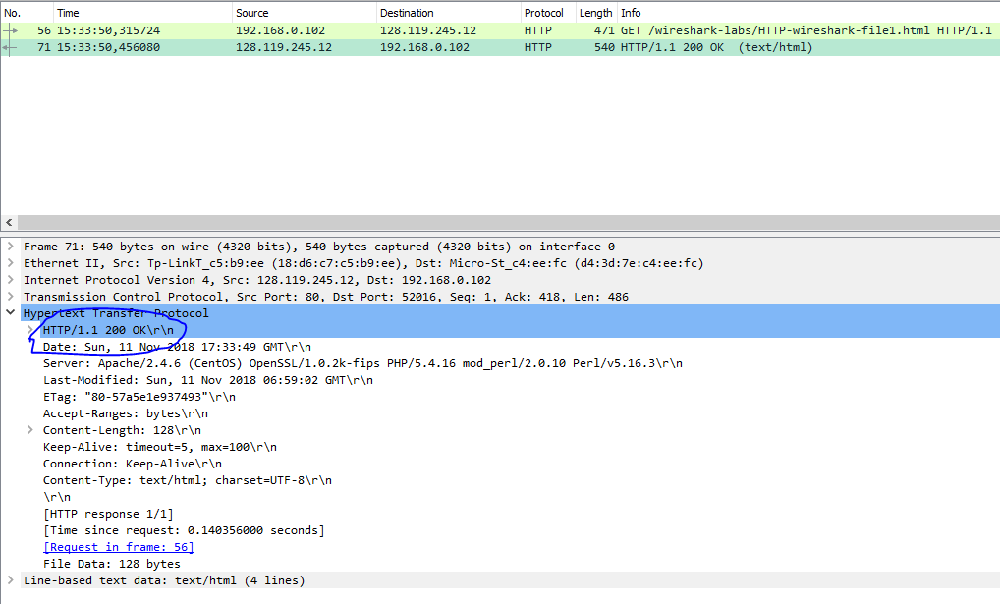 No. Time Source Destination Protocol Length Info
56 15:33:50,315724 192.168.0.102 128.119.245.12 HTTP 471 GET /wireshark-labs/HTTP-wireshark-file1.html HTTP/1.1
71 15:33:50,456080 128.119.245.12 192.168.0.102 HTTP 540 HTTP/1.1 200 OK (text/html)
Frame 71: 540 bytes on wire (4320 bits), 540 bytes captured (4320 bits) on interface 0
Ethernet II, Src: Tp-LinkT_c5:b9:ee (18:d6:c7:c5:b9:ee), Dst: Micro-St_c4:ee:fc (d4:3d:7e:c4:ee:fc)
Internet Protocol Version 4, Src: 128.119.245.12, Dst: 192.168.0.102
Transmission Control Protocol, Src Port: 80, Dst Port: 52016, Seq: 1, Ack: 418, Len: 486
Hypertext Transfer Protocol
HTTP/1.1 200 OK\r\n
Date: Sun, 11 Nov 2018 17:33:49 GMT\r\n
Server: Apache/2.4.6 (CentOS) OpenSSL/1.0.2k-fips PHP/5.4.16 mod_perl/2.0.10 Perl/v5.16.3\r\n
Last-Modified: Sun, 11 Nov 2018 06:59:02 GMT\r\n
ETag: "80-57a5e1e937493"\r\n
Accept-Ranges: bytes\r\n
Content-Length: 128\r\n
Keep-Alive: timeout=5, max=100\r\n
Connection: Keep-Alive\r\n
Content-Type: text/html; charset=UTF-8\r\n
\r\n
[HTTP response 1/1]
[Time since request: 0.140356000 seconds]
[Request in frame: 56]
File Data: 128 bytes
Line-based text data: text/html (4 lines)